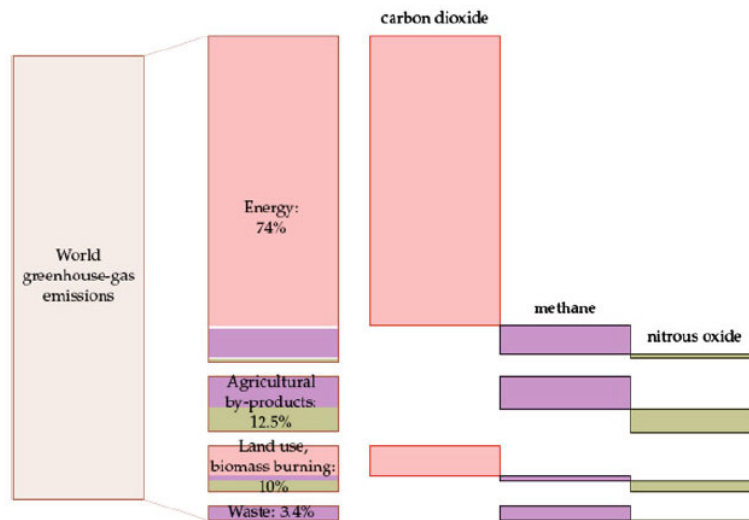 carbon dioxide
Energy:
74%
World
greenhouse-gas
emissions
methane
nitrous oxide
Agricultural
by-products:
12.5%
Land use,
biomass burning:
10%
Waste: 3.4%